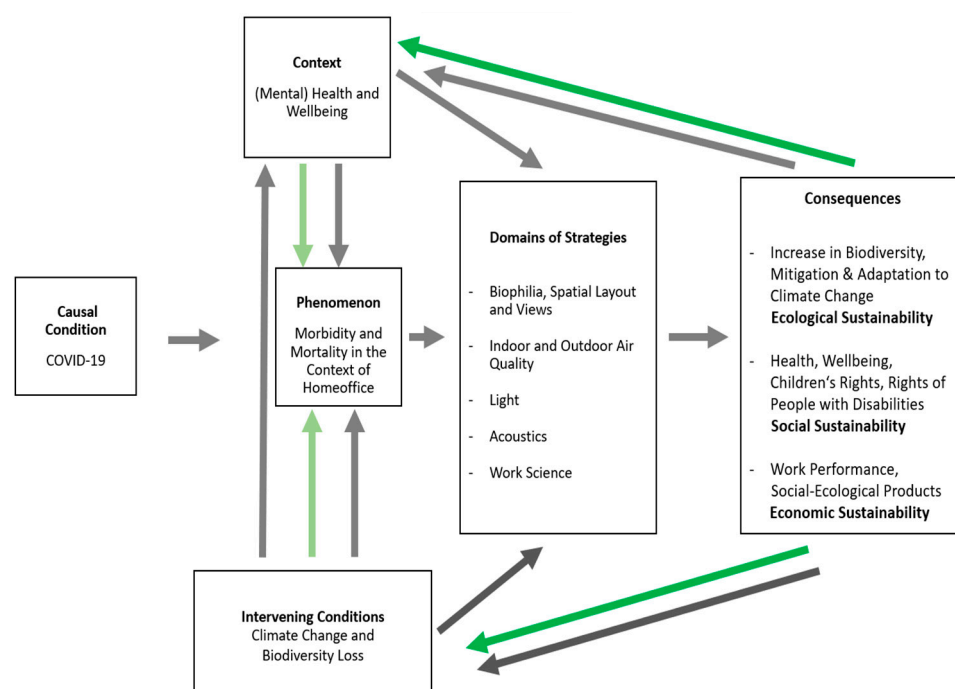 Context
(Mental) Health and
Wellbeing
Causal
Condition
COVID-19
Phenomenon
Morbidity and
Mortality in the
Context of
Homeoffice
Domains of Strategies
- Biophilia, Spatial Layout
and Views
- Indoor and Outdoor Air
Quality
- Light
- Acoustics
- Work Science
Consequences
- Increase in Biodiversity,
Mitigation & Adaptation to
Climate Change
Ecological Sustainability
- Health, Wellbeing,
Children‘s Rights, Rights of
People with Disabilities
Social Sustainability
- Work Performance,
Social-Ecological Products
Economic Sustainability
Intervening Conditions
Climate Change and
Biodiversity Loss